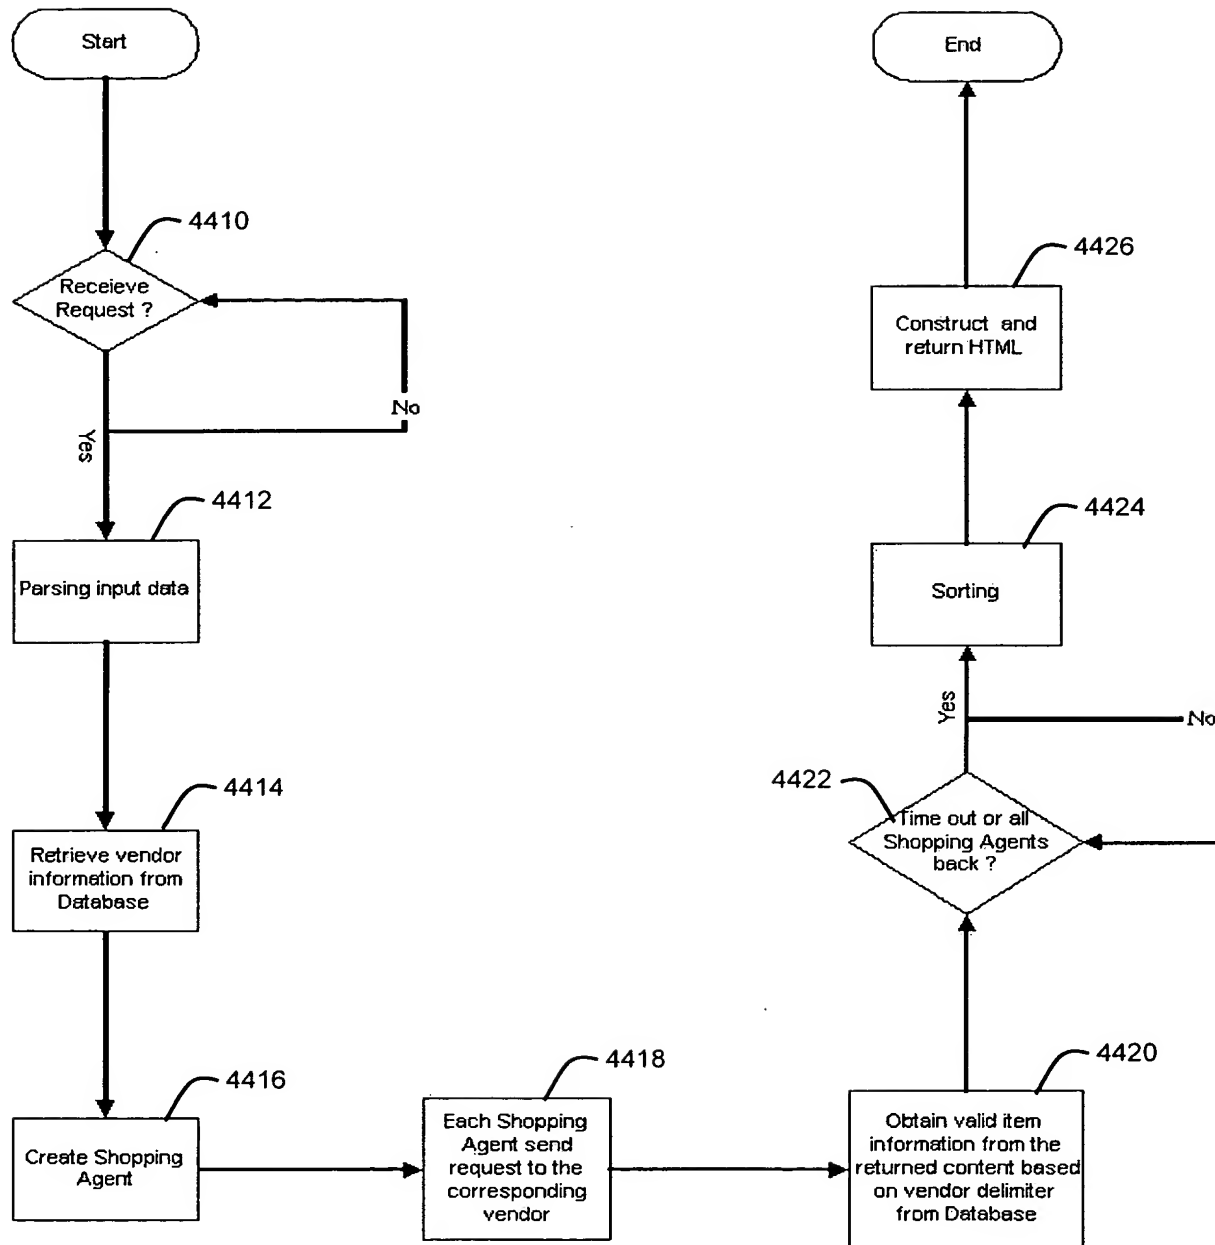 Start
4410
Receieve
Request ?
No
Yes
4412
Parsing input data
4414
Retrieve vendor
information from
Database
4416
Create Shopping
Agent
4418
Each Shopping
Agent send
request to the
corresponding
vendor
4420
Obtain valid item
information from the
returned content based
on vendor delimiter
from Database
4422
Time out or all
Shopping Agents
back ?
No
Yes
4424
Sorting
4426
Construct and
return HTML
End